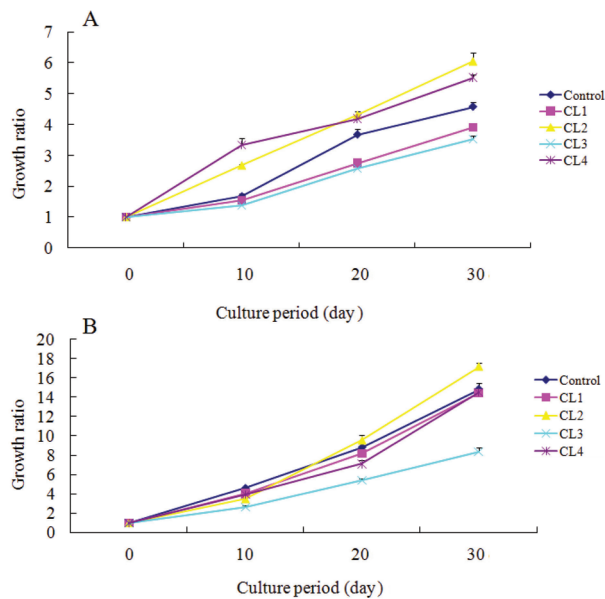 A
7
6
5
4
3
2
1
0
Growth ratio
0 10 20 30
Culture period (day)
Control
CL1
CL2
CL3
CL4
B
20
18
16
14
12
10
8
6
4
2
0
Growth ratio
0 10 20 30
Culture period (day)
Control
CL1
CL2
CL3
CL4